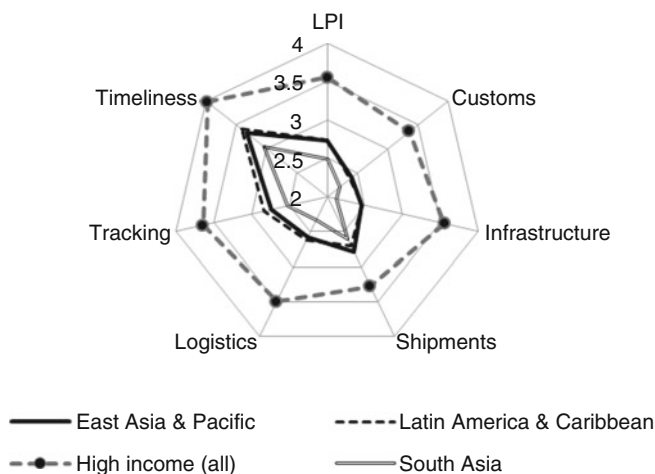 LPI
4
3.5
3
2.5
2
Timeliness
Customs
Tracking
Infrastructure
Logistics
Shipments
East Asia & Pacific
Latin America & Caribbean
High income (all)
South Asia